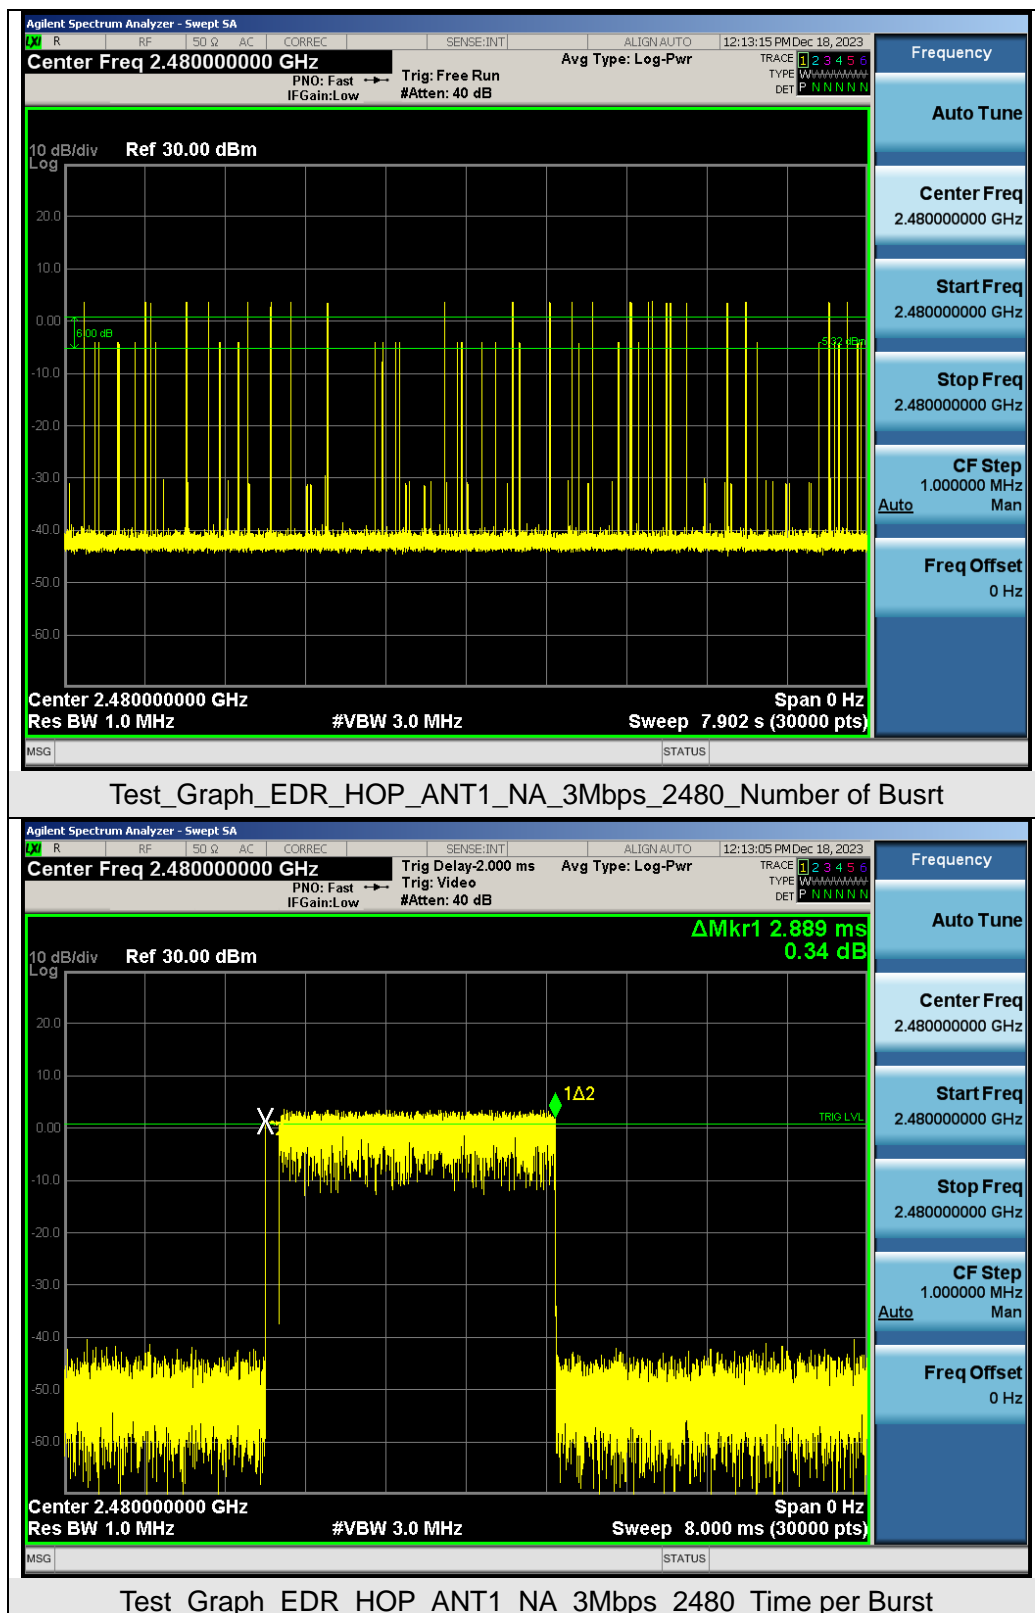 Agilent Spectrum Analyzer - Swept SA
LXI R RF 50 Ω AC CORREC SENSE:INT ALIGN AUTO 12:13:15 PM Dec 18, 2023
Center Freq 2.480000000 GHz
PNO: Fast
IFGain:Low
Trig: Free Run
#Atten: 40 dB
Avg Type: Log-Pwr
TRACE 1 2 3 4 5 6
TYPE W
DET P N N N N N
Frequency
Auto Tune
Center Freq
2.480000000 GHz
Start Freq
2.480000000 GHz
Stop Freq
2.480000000 GHz
CF Step
1.000000 MHz
Auto Man
Freq Offset
0 Hz
10 dB/div Ref 30.00 dBm
Log
20.0
10.0
0.00
6.00 dB
-5.32 dBm
-10.0
-20.0
-30.0
-40.0
-50.0
-60.0
Center 2.480000000 GHz Span 0 Hz
Res BW 1.0 MHz #VBW 3.0 MHz Sweep 7.902 s (30000 pts)
MSG STATUS
Test_Graph_EDR_HOP_ANT1_NA_3Mbps_2480_Number of Busrt
Agilent Spectrum Analyzer - Swept SA
LXI R RF 50 Ω AC CORREC SENSE:INT ALIGN AUTO 12:13:05 PM Dec 18, 2023
Center Freq 2.480000000 GHz
PNO: Fast
IFGain:Low
Trig Delay-2.000 ms
Trig: Video
#Atten: 40 dB
Avg Type: Log-Pwr
TRACE 1 2 3 4 5 6
TYPE W
DET P N N N N N
Frequency
Auto Tune
Center Freq
2.480000000 GHz
Start Freq
2.480000000 GHz
Stop Freq
2.480000000 GHz
CF Step
1.000000 MHz
Auto Man
Freq Offset
0 Hz
ΔMkr1 2.889 ms
0.34 dB
10 dB/div Ref 30.00 dBm
Log
20.0
10.0
1Δ2
TRIG LVL
0.00
-10.0
-20.0
-30.0
-40.0
-50.0
-60.0
Center 2.480000000 GHz Span 0 Hz
Res BW 1.0 MHz #VBW 3.0 MHz Sweep 8.000 ms (30000 pts)
MSG STATUS
Test_Graph_EDR_HOP_ANT1_NA_3Mbps_2480_Time per Burst